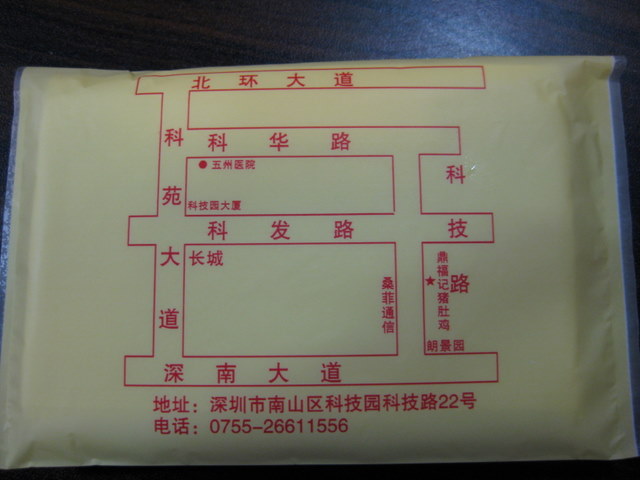 北环大道
科华路
科苑大道
五州医院
科技园大厦
科发路
科技路
长城
桑菲通信
鼎福记猪肚鸡
朗景园
深南大道
地址：深圳市南山区科技园科技路22号
电话：0755-26611556